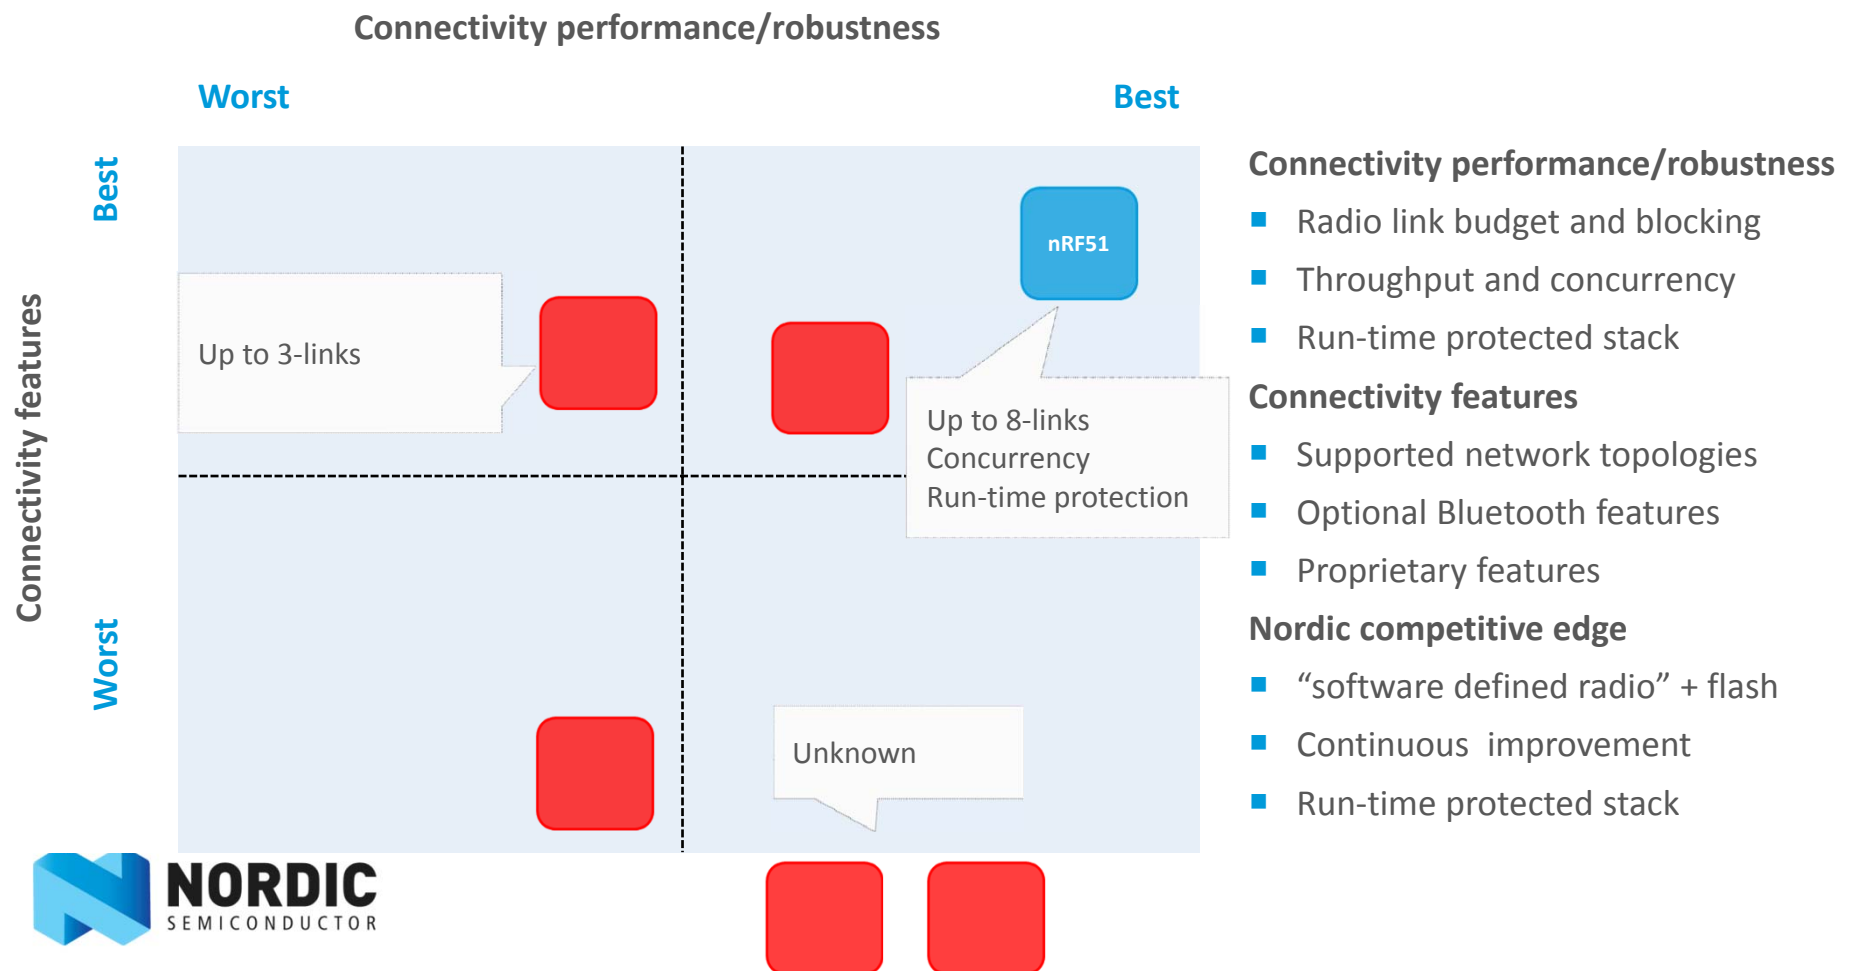 Connectivity performance/robustness
Worst
Best
Best
Connectivity features
Worst
nRF51
Up to 3-links
Up to 8-links
Concurrency
Run-time protection
Unknown
Connectivity performance/robustness
Radio link budget and blocking
Throughput and concurrency
Run-time protected stack
Connectivity features
Supported network topologies
Optional Bluetooth features
Proprietary features
Nordic competitive edge
“software defined radio” + flash
Continuous improvement
Run-time protected stack
NORDIC
SEMICONDUCTOR